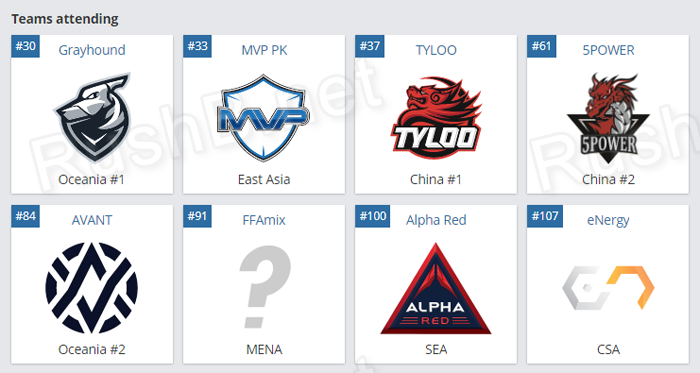 Teams attending
#30 Grayhound
Oceania #1
#33 MVP PK
MVP
East Asia
#37 TYLOO
TYLOO
China #1
#61 5POWER
5POWER
China #2
#84 AVANT
Oceania #2
#91 FFAmix
?
MENA
#100 Alpha Red
ALPHA
RED
SEA
#107 eNergy
CSA